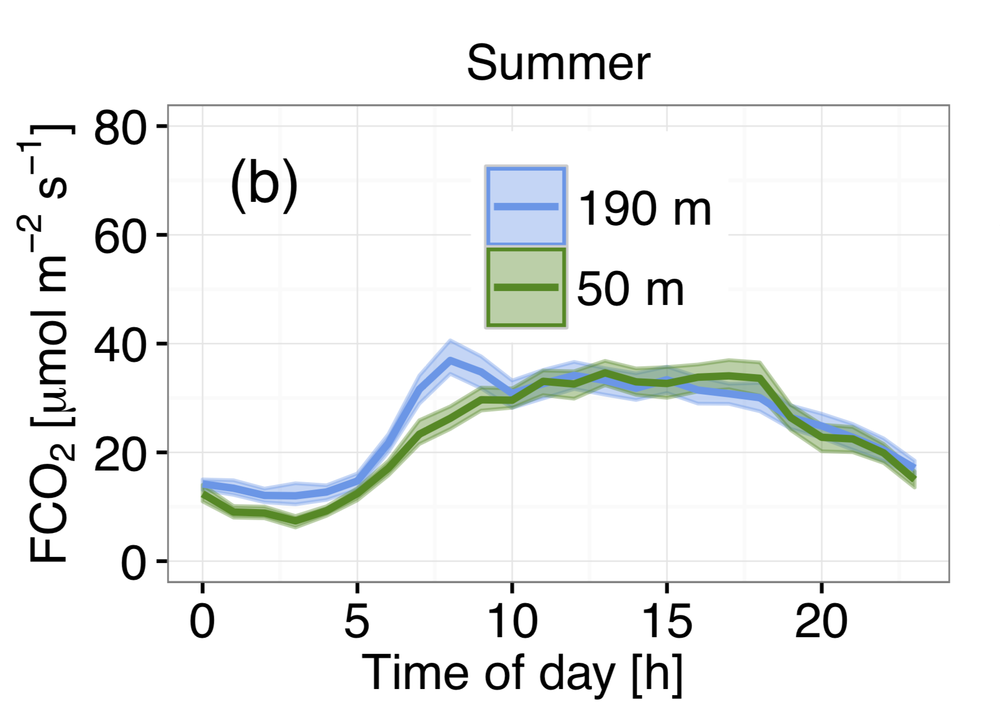 Summer
FCO₂ [µmol m⁻² s⁻¹]
80
60
40
20
0
(b)
190 m
50 m
0 5 10 15 20
Time of day [h]